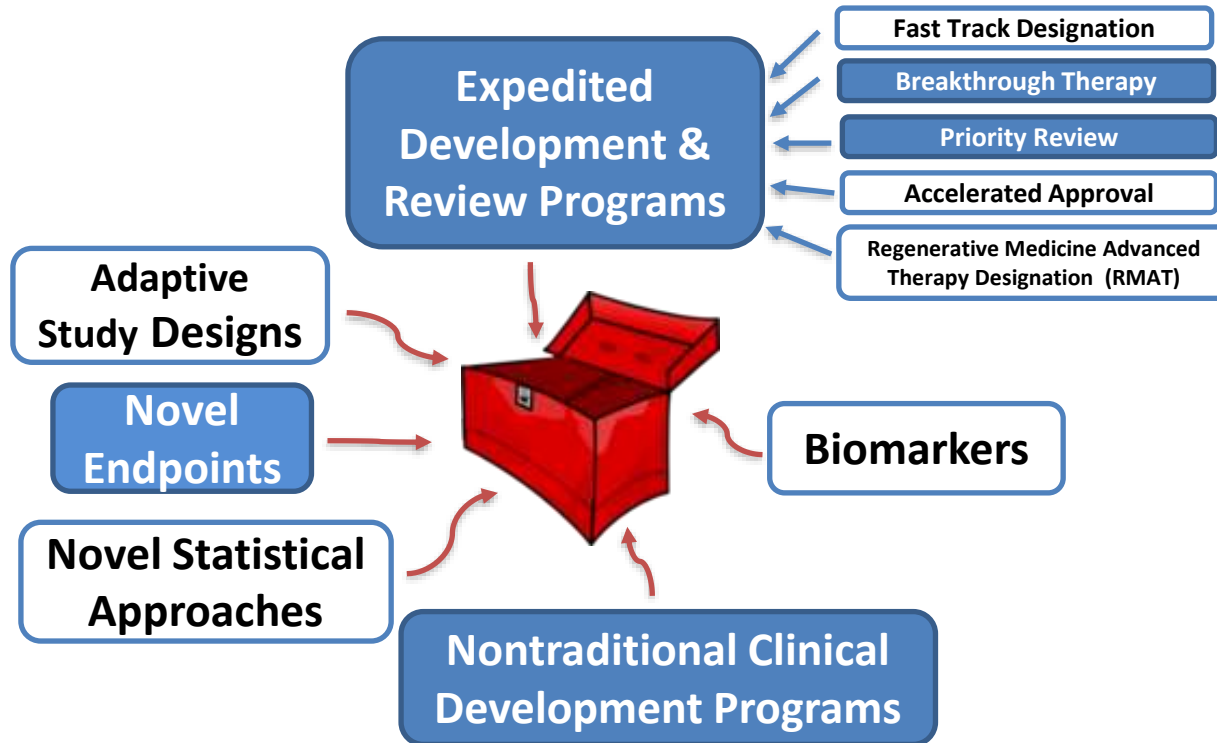 Expedited
Development &
Review Programs
Fast Track Designation
Breakthrough Therapy
Priority Review
Accelerated Approval
Regenerative Medicine Advanced
Therapy Designation (RMAT)
Adaptive
Study Designs
Novel
Endpoints
Biomarkers
Novel Statistical
Approaches
Nontraditional Clinical
Development Programs